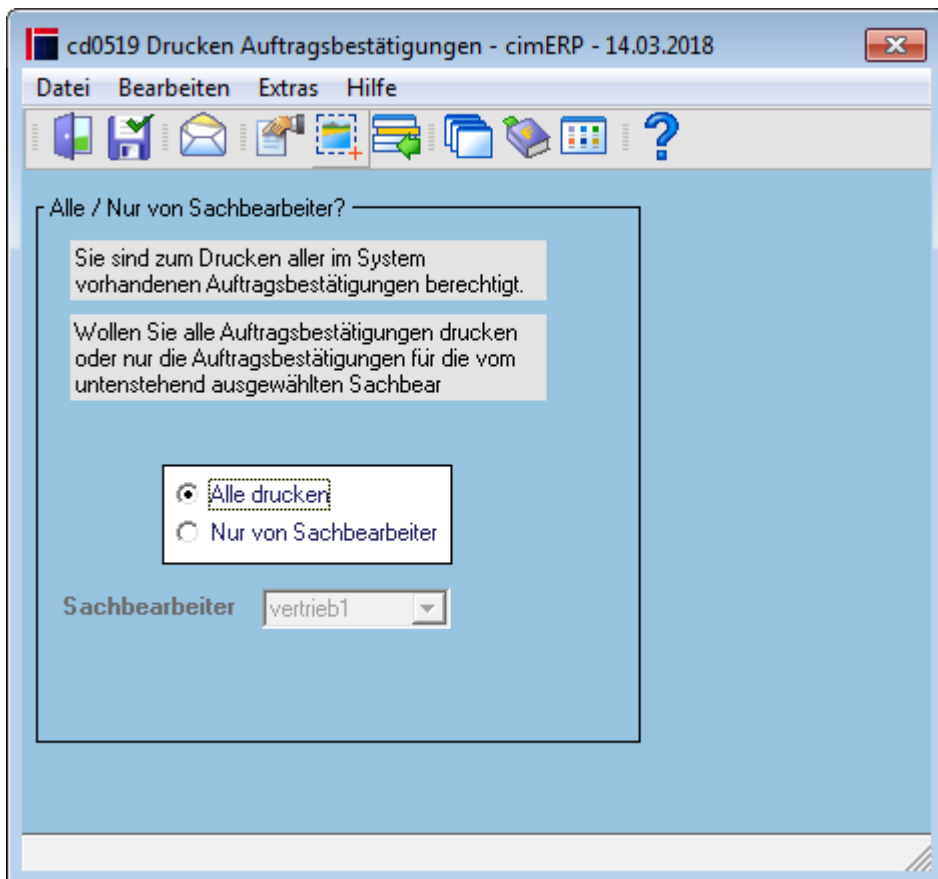 cd0519 Drucken Auftragsbestätigungen - cimERP - 14.03.2018
Datei Bearbeiten Extras Hilfe
Alle / Nur von Sachbearbeiter?
Sie sind zum Drucken aller im System
vorhandenen Auftragsbestätigungen berechtigt.
Wollen Sie alle Auftragsbestätigungen drucken
oder nur die Auftragsbestätigungen für die vom
untenstehend ausgewählten Sachbear
Alle drucken
Nur von Sachbearbeiter
Sachbearbeiter vertrieb1